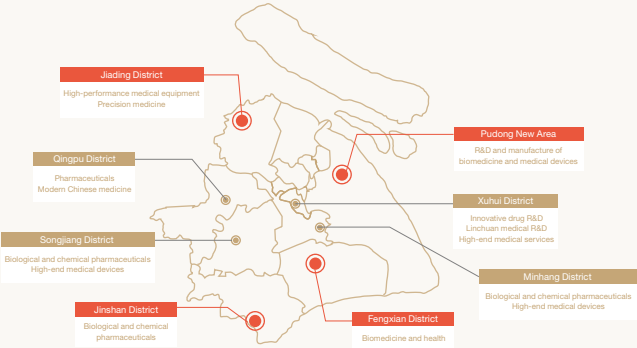 Jiading District
High-performance medical equipment
Precision medicine
Pudong New Area
R&D and manufacture of
biomedicine and medical devices
Qingpu District
Pharmaceuticals
Modern Chinese medicine
Xuhui District
Innovative drug R&D
Linchuan medical R&D
High-end medical services
Songjiang District
Biological and chemical pharmaceuticals
High-end medical devices
Minhang District
Biological and chemical pharmaceuticals
High-end medical devices
Jinshan District
Biological and chemical
pharmaceuticals
Fengxian District
Biomedicine and health